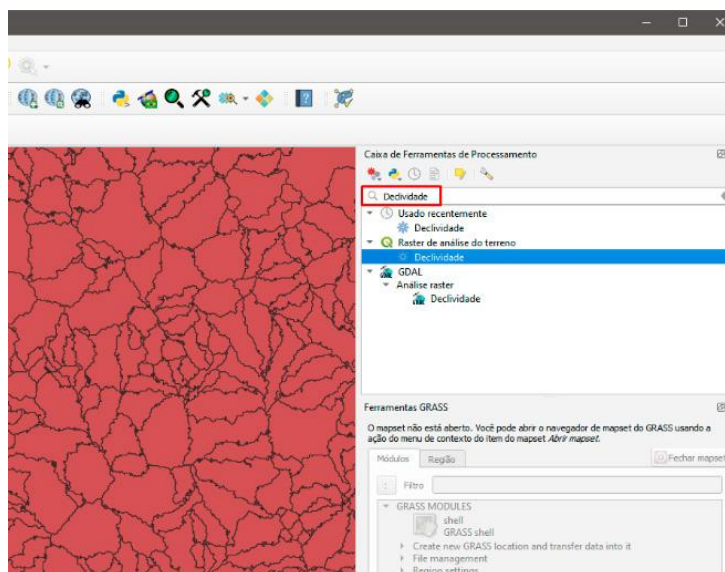 Caixa de Ferramentas de Processamento
Declividade
Usado recentemente
Declividade
Raster de análise do terreno
Declividade
GDAL
Análise raster
Declividade
Ferramentas GRASS
O mapset não está aberto. Você pode abrir o navegador de mapset do GRASS usando a
ação do menu de contexto do item do mapset Abrir mapset.
Módulos Região Fechar mapset
Filtro
GRASS MODULES
shell
GRASS shell
Create new GRASS location and transfer data into it
File management
Region settings